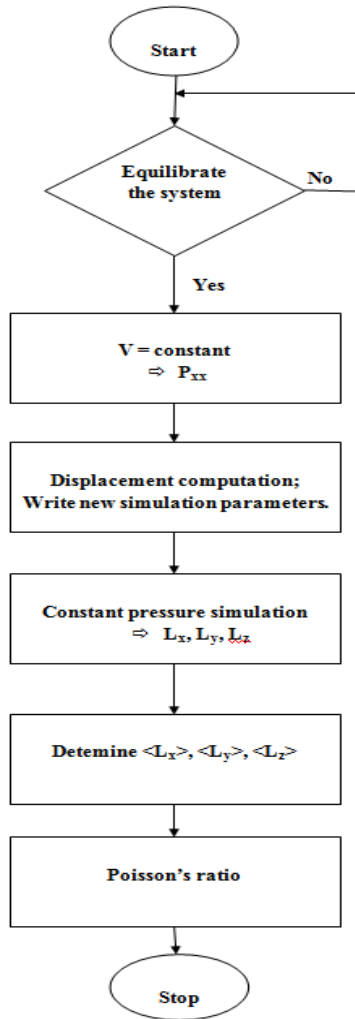 Start
Equilibrate
the system
No
Yes
V = constant
⇨ Pxx
Displacement computation;
Write new simulation parameters.
Constant pressure simulation
⇨ Lx, Ly, Lz
Detemine <Lx>, <Ly>, <Lz>
Poisson's ratio
Stop